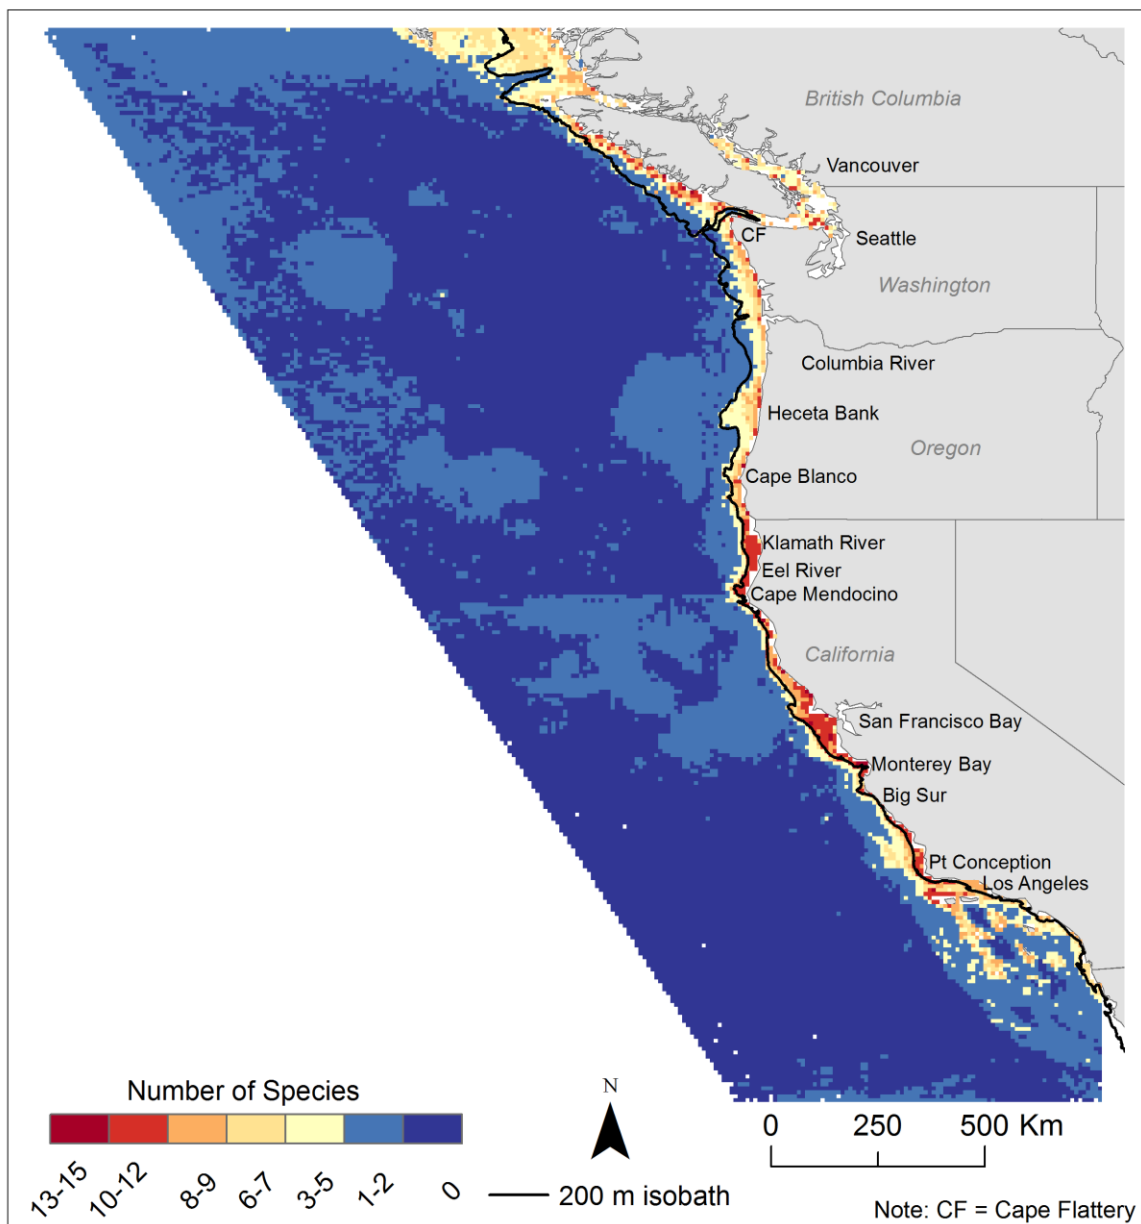 British Columbia
Vancouver
CF
Seattle
Washington
Columbia River
Heceta Bank
Oregon
Cape Blanco
Klamath River
Eel River
Cape Mendocino
California
San Francisco Bay
Monterey Bay
Big Sur
Pt Conception
Los Angeles
Number of Species
13-15
10-12
8-9
6-7
3-5
1-2
0
200 m isobath
N
0 250 500 Km
Note: CF = Cape Flattery